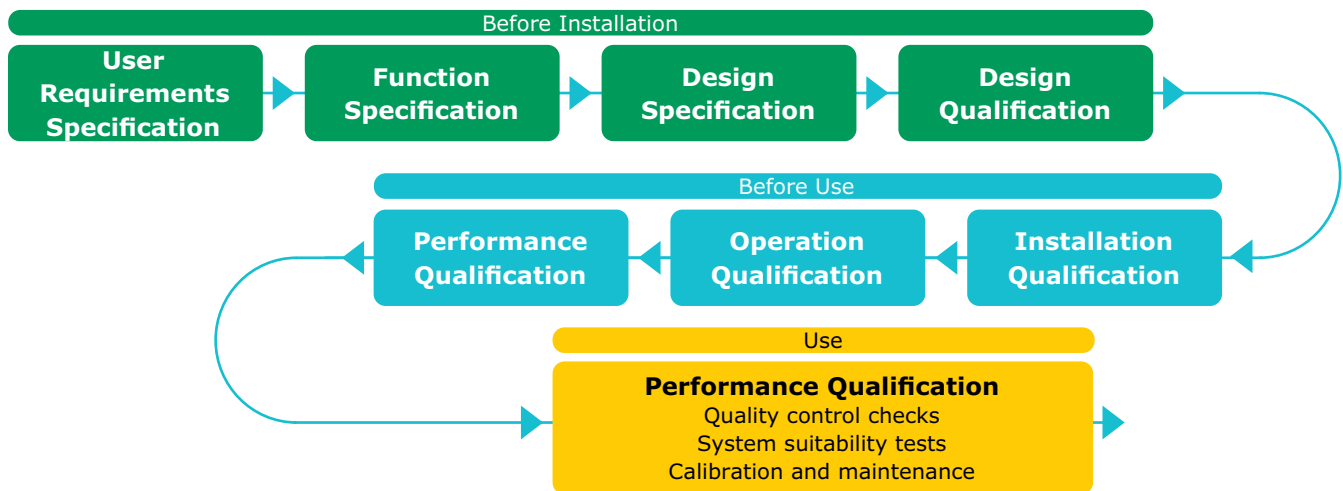 Before Installation
User
Requirements
Specification
Function
Specification
Design
Specification
Design
Qualification
Before Use
Performance
Qualification
Operation
Qualification
Installation
Qualification
Use
Performance Qualification
Quality control checks
System suitability tests
Calibration and maintenance